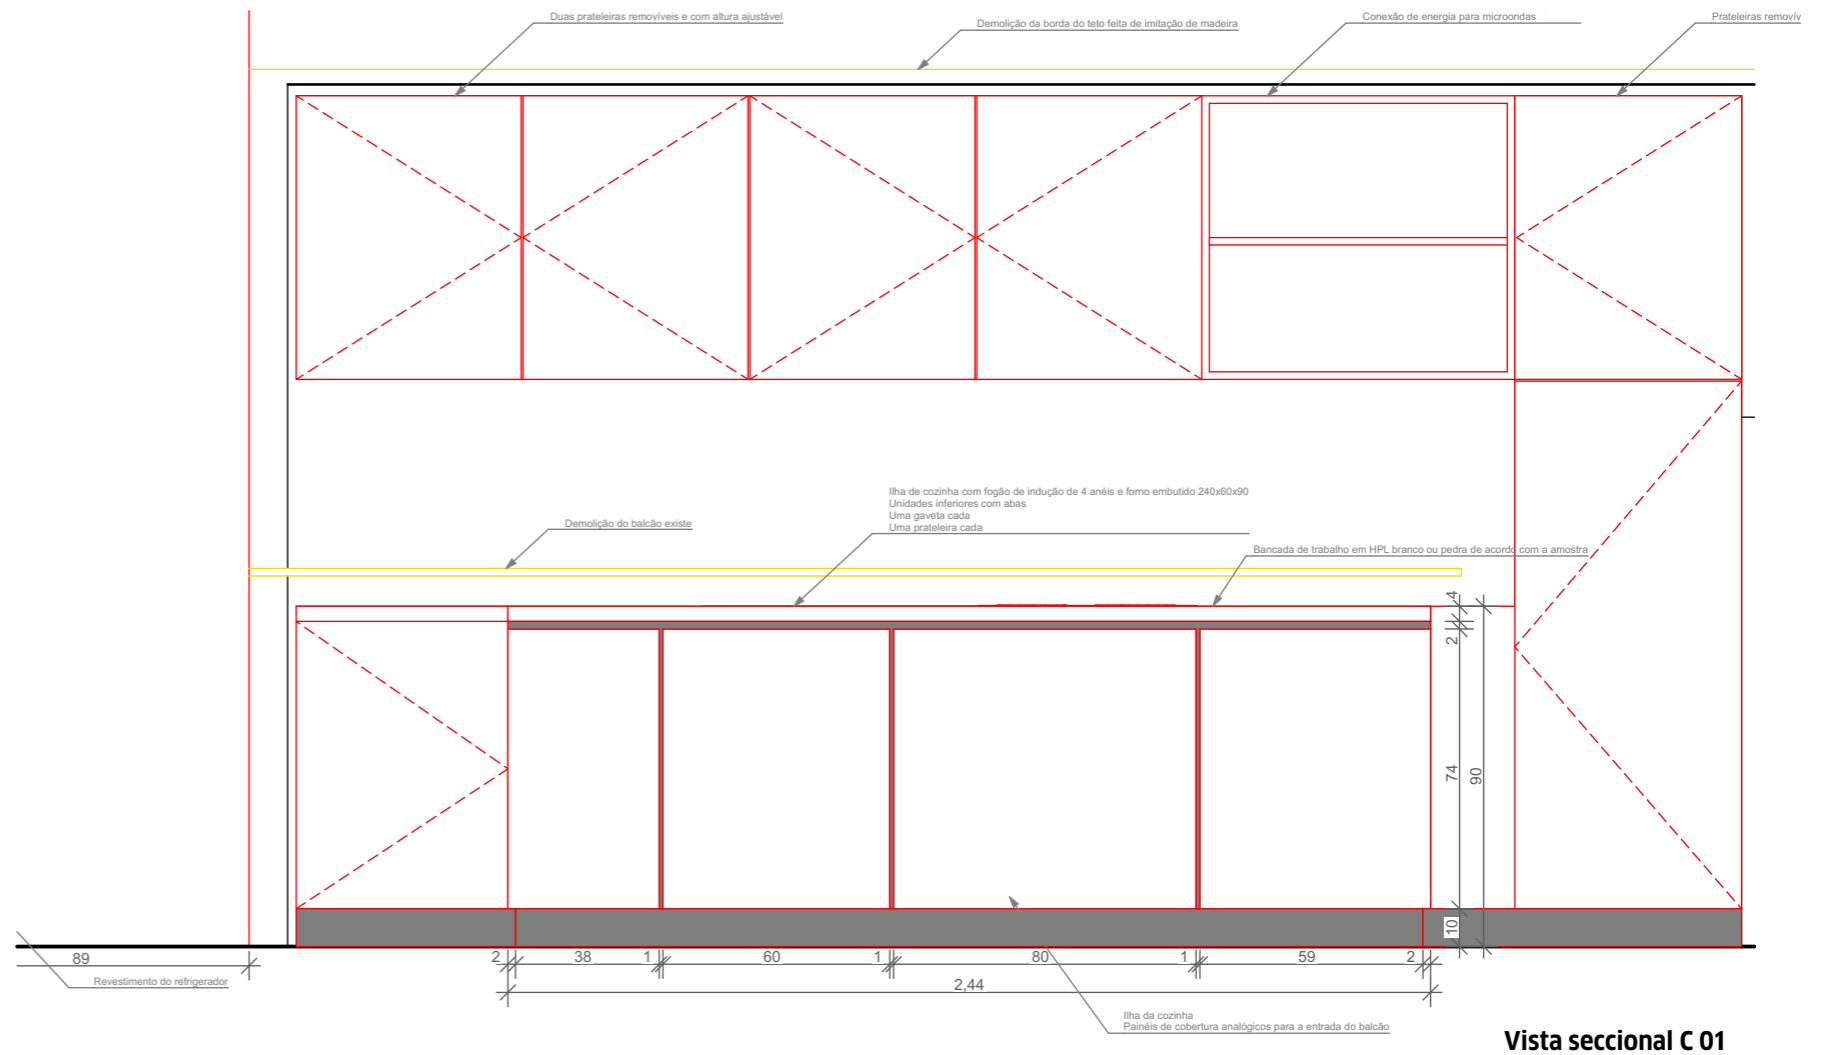 Duas prateleiras removíveis e com altura ajustável
Demolição da borda do teto feita de imitação de madeira
Conexão de energia para microondas
Prateleiras removív
Ilha de cozinha com fogão de indução de 4 anéis e forno embutido 240x60x90
Unidades inferiores com abas
Uma gaveta cada
Uma prateleira cada
Demolição do balcão existe
Bancada de trabalho em HPL branco ou pedra de acordo com a amostra
4
2
74
90
10
89
2
38
1
60
1
80
1
59
2
2,44
Revestimento do refrigerador
Ilha da cozinha
Painéis de cobertura analógicos para a entrada do balcão
Vista seccional C 01